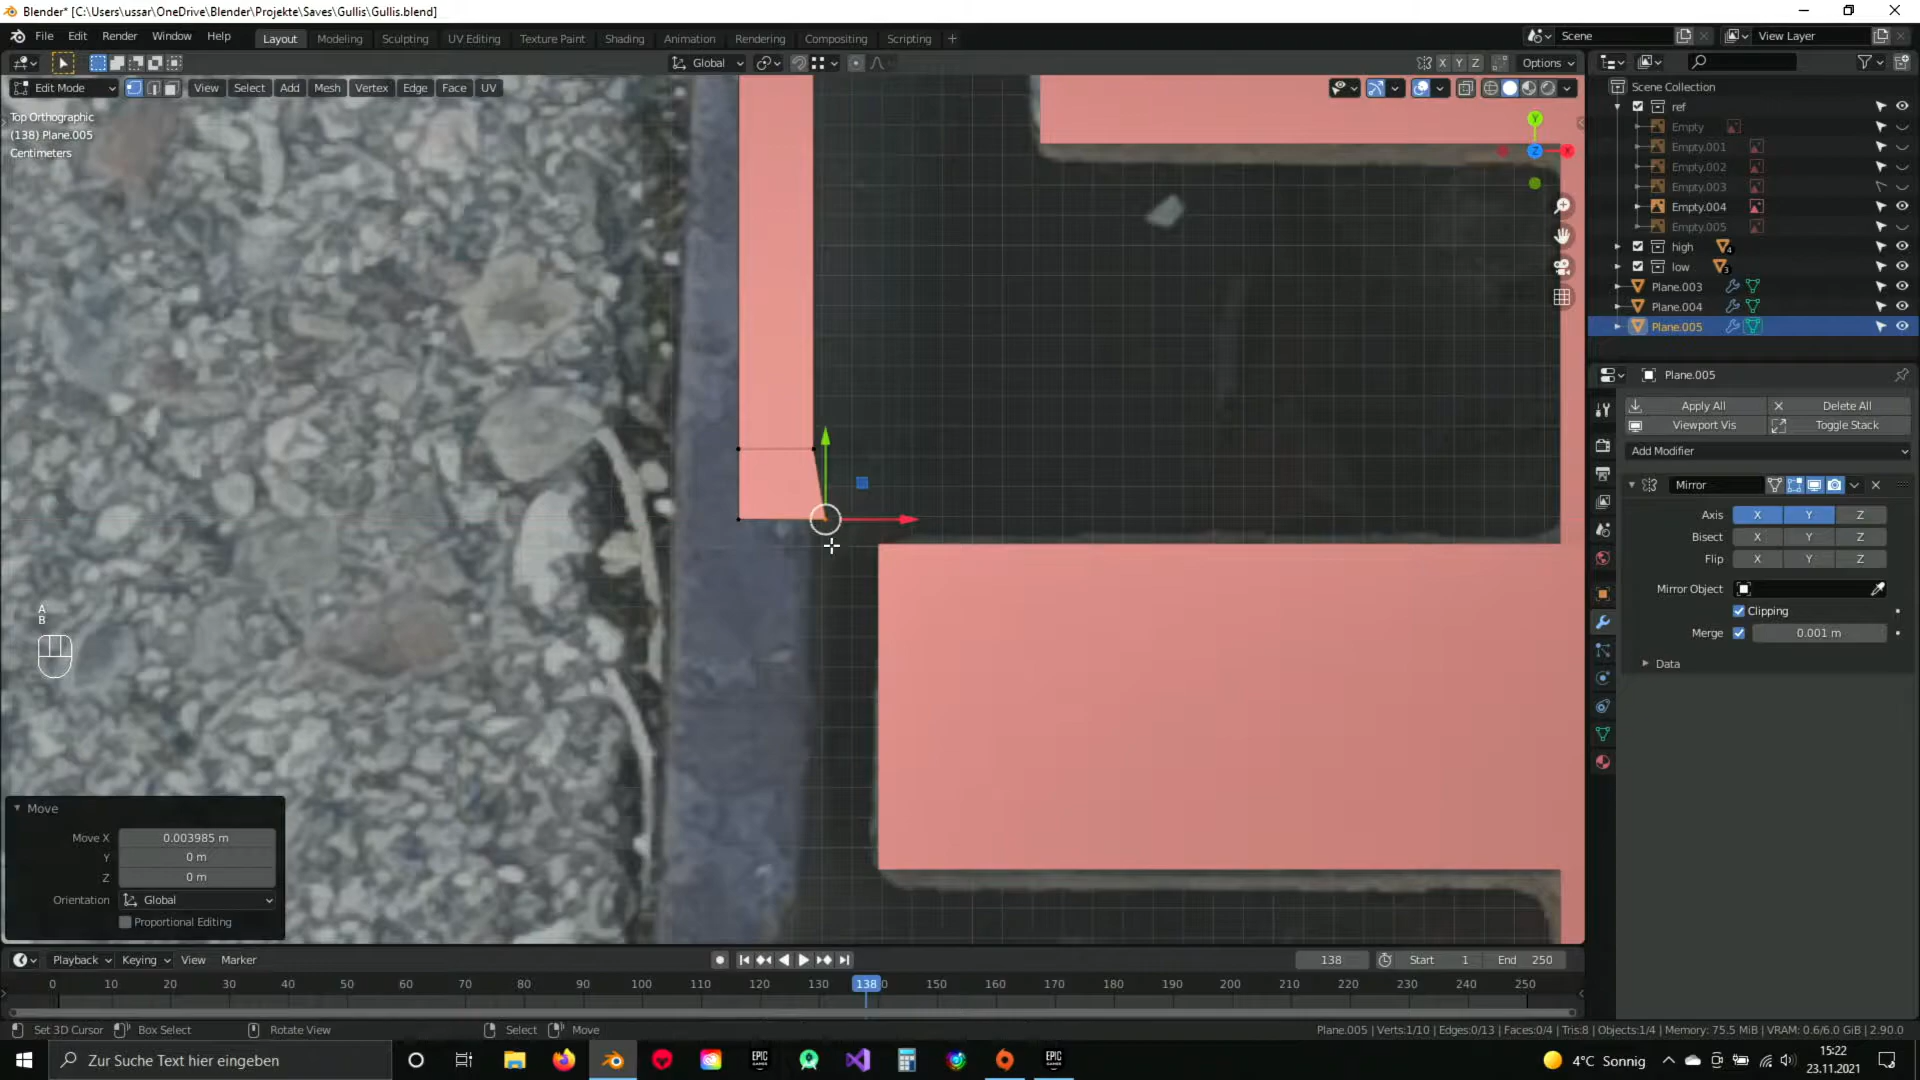 Blender* [C:\Users\ussar\OneDrive\Blender\Projekte\Saves\Gullis\Gullis.blend]
File Edit Render Window Help
Layout Modeling Sculpting UV Editing Texture Paint Shading Animation Rendering Compositing Scripting +
Scene
View Layer
Global
X Y Z
Options
Edit Mode
View Select Add Mesh Vertex Edge Face UV
Top Orthographic
(138) Plane.005
Centimeters
Y
Z
X
Scene Collection
ref
Empty
Empty.001
Empty.002
Empty.003
Empty.004
Empty.005
high 4
low 3
Plane.003
Plane.004
Plane.005
Plane.005
Apply All
Delete All
Viewport Vis
Toggle Stack
Add Modifier
Mirror
Axis X Y Z
Bisect X Y Z
Flip X Y Z
Mirror Object
Clipping
Merge 0.001 m
Data
A
B
Move
Move X 0.003985 m
Y 0 m
Z 0 m
Orientation Global
Proportional Editing
Playback Keying View Marker
138
Start 1
End 250
0 10 20 30 40 50 60 70 80 90 100 110 120 130 138 0 150 160 170 180 190 200 210 220 230 240 250
Set 3D Cursor
Box Select
Rotate View
Select
Move
Plane.005 | Verts:1/10 | Edges:0/13 | Faces:0/4 | Tris:8 | Objects:1/4 | Memory: 75.5 MiB | VRAM: 0.6/6.0 GiB | 2.90.0
Zur Suche Text hier eingeben
EPIC
GAMES
EPIC
GAMES
4°C Sonnig
15:22
23.11.2021